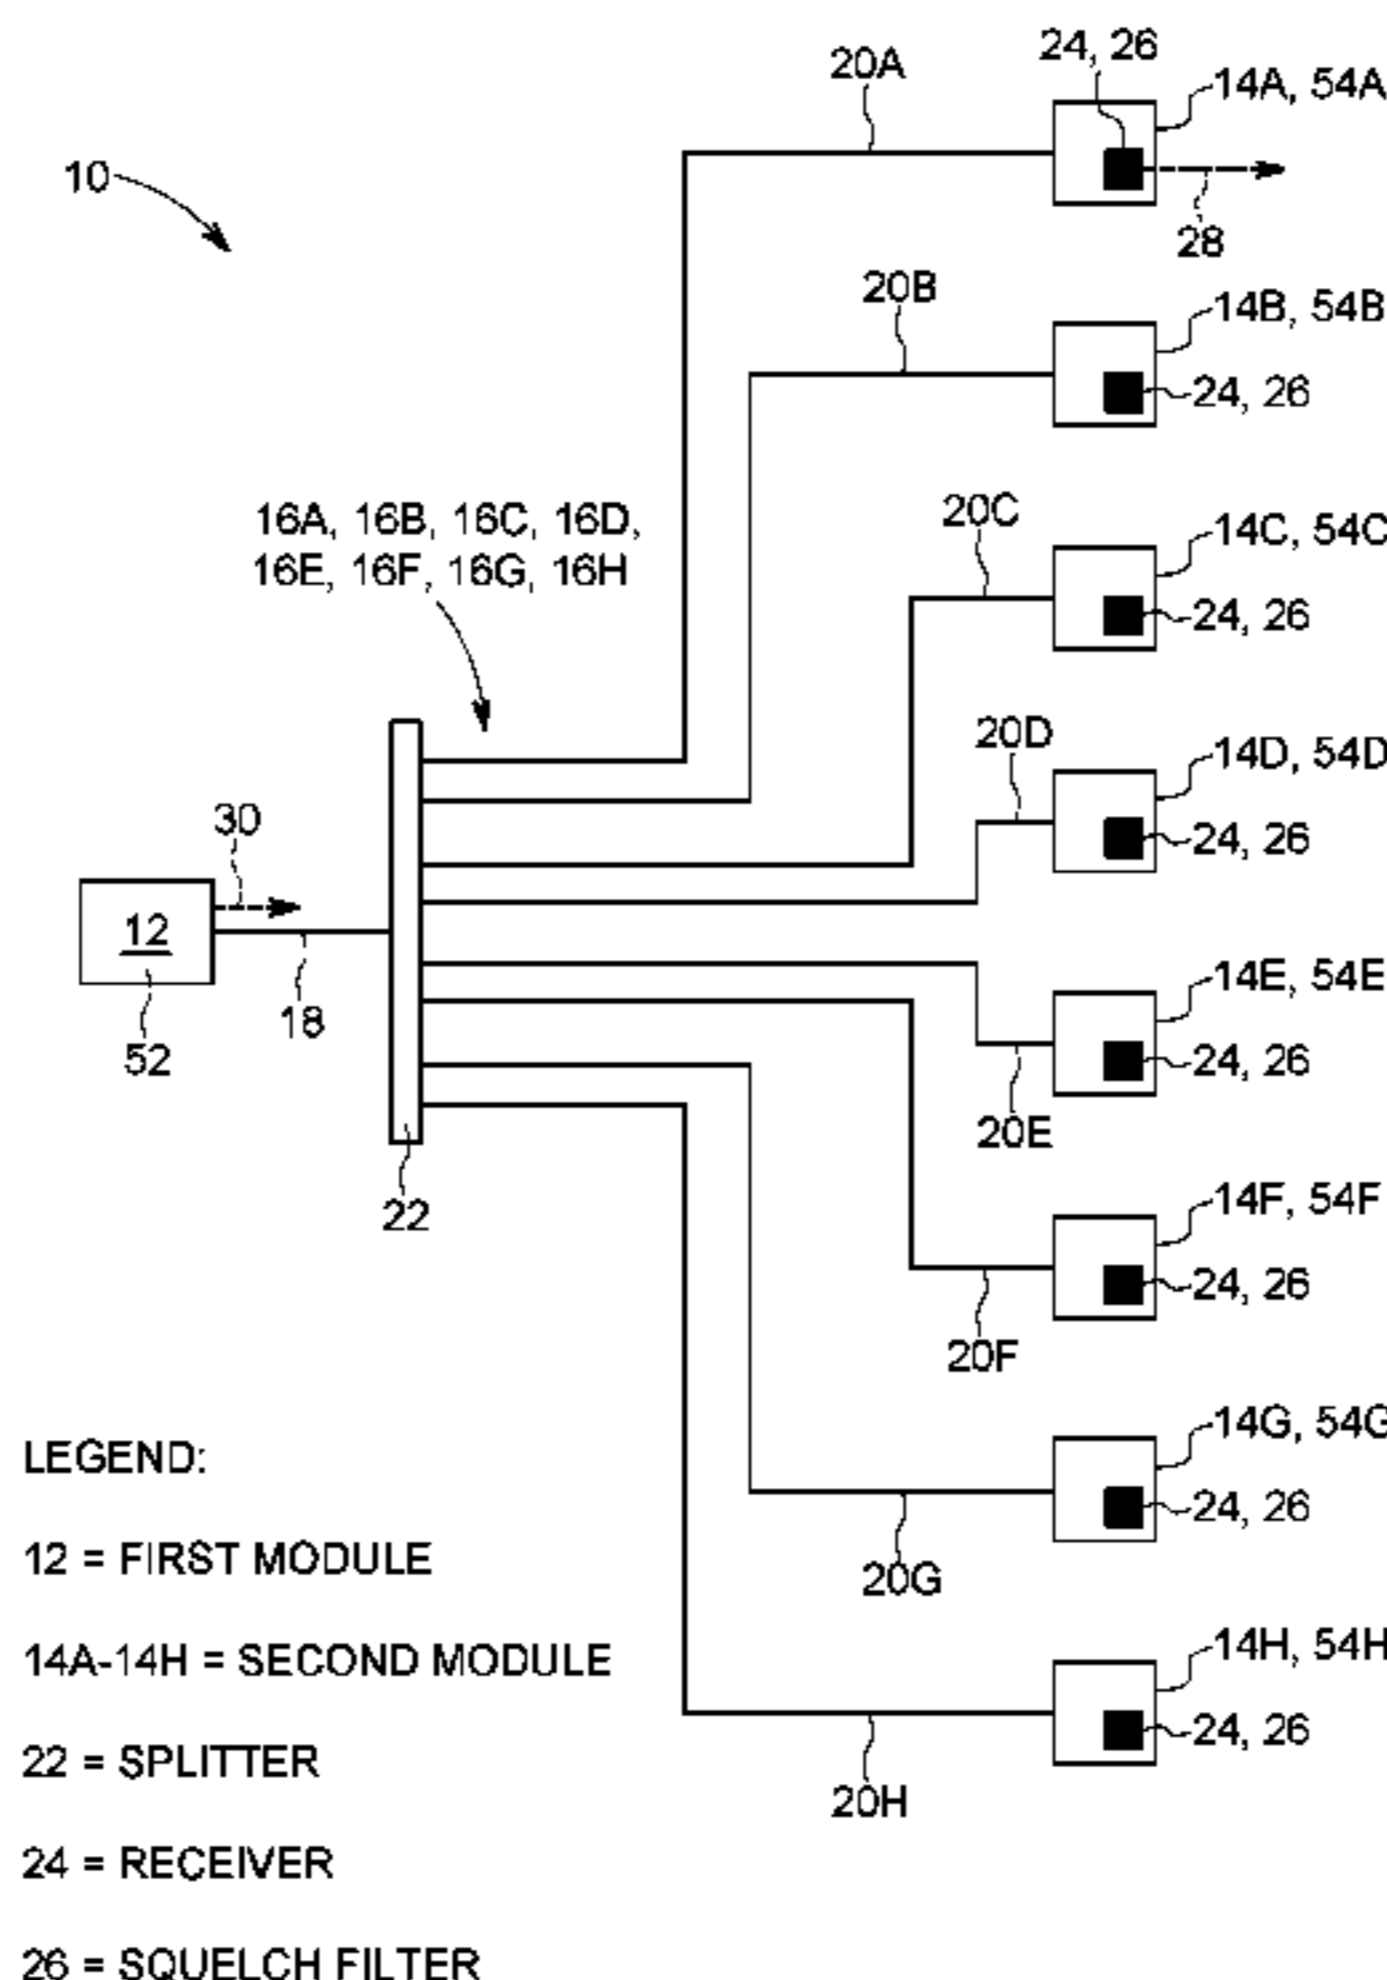 24, 26
20A
14A, 54A
10
28
20B
14B, 54B
24, 26
16A, 16B, 16C, 16D,
16E, 16F, 16G, 16H
20C
14C, 54C
24, 26
20D
14D, 54D
24, 26
30
12
18
52
14E, 54E
24, 26
20E
22
14F, 54F
24, 26
20F
14G, 54G
24, 26
20G
14H, 54H
24, 26
20H
LEGEND:
12 = FIRST MODULE
14A-14H = SECOND MODULE
22 = SPLITTER
24 = RECEIVER
26 = SQUELCH FILTER